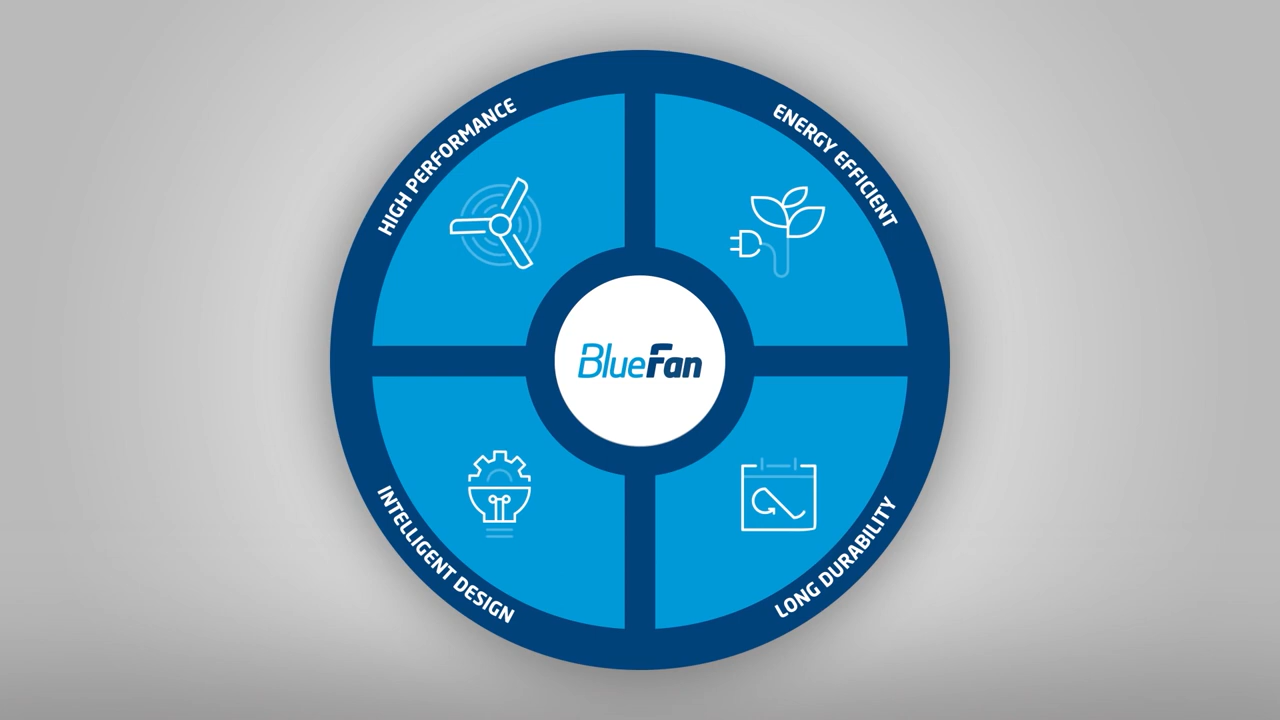 HIGH PERFORMANCE
ENERGY EFFICIENT
BlueFan
INTELLIGENT DESIGN
LONG DURABILITY